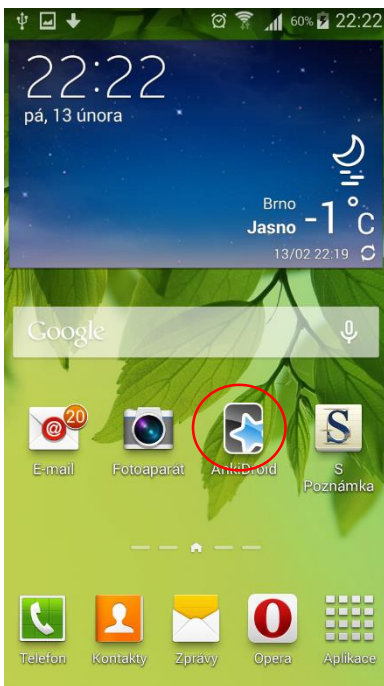 60% 22:22
22:22
pá, 13 února
Brno
Jasno -1°C
13/02 22:19
Google
20
@
E-mail Fotoaparát AnkiDroid S Poznámka
S
Telefon Kontakty Zprávy Opera Aplikace